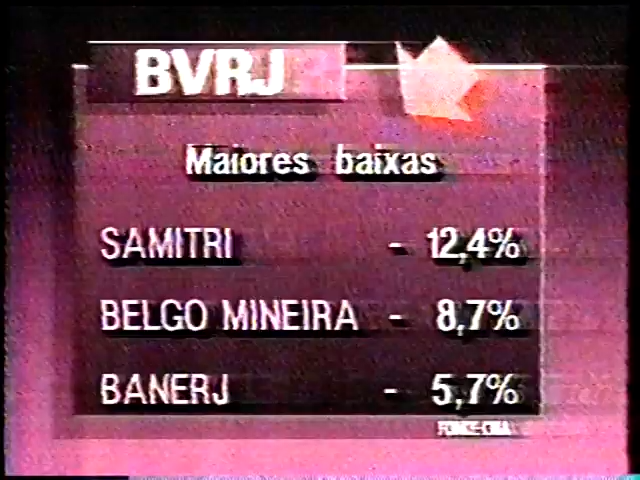 BVRJ
Maiores baixas
SAMITRI - 12,4%
BELGO MINEIRA - 8,7%
BANERJ - 5,7%